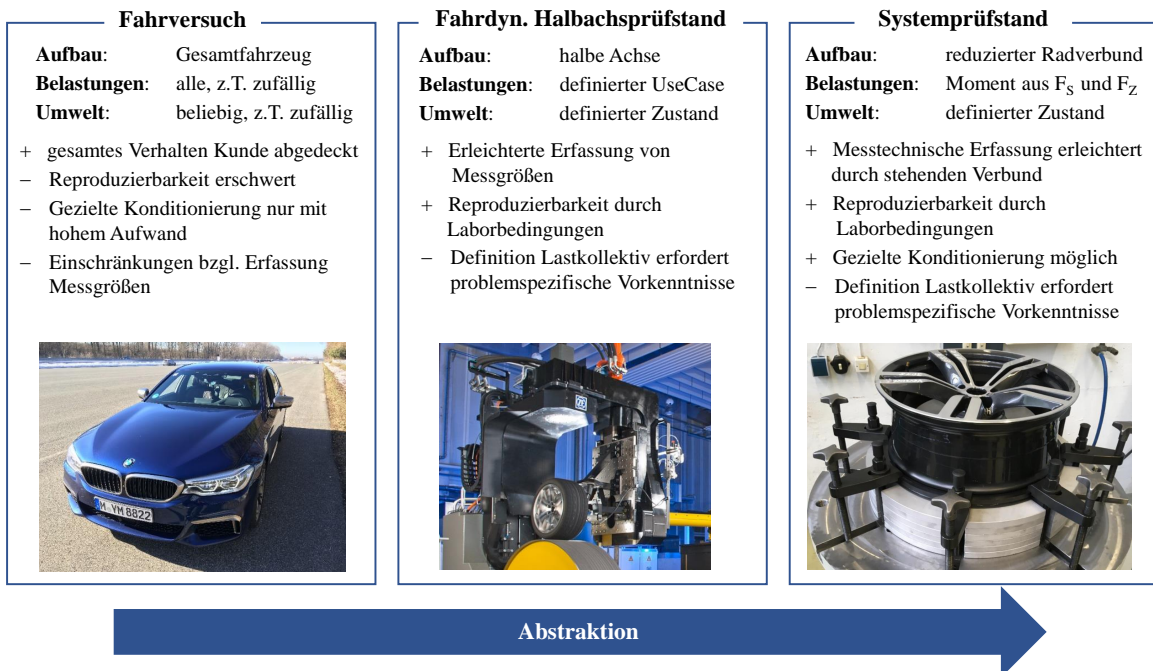 Fahrversuch
Aufbau: Gesamtfahrzeug
Belastungen: alle, z.T. zufällig
Umwelt: beliebig, z.T. zufällig
+ gesamtes Verhalten Kunde abgedeckt
− Reproduzierbarkeit erschwert
− Gezielte Konditionierung nur mit
hohem Aufwand
− Einschränkungen bzgl. Erfassung
Messgrößen
M YM 8822
Fahrdyn. Halbachsprüfstand
Aufbau: halbe Achse
Belastungen: definierter UseCase
Umwelt: definierter Zustand
+ Erleichterte Erfassung von
Messgrößen
+ Reproduzierbarkeit durch
Laborbedingungen
− Definition Lastkollektiv erfordert
problemspezifische Vorkenntnisse
ZF
Systemprüfstand
Aufbau: reduzierter Radverbund
Belastungen: Moment aus F_S und F_Z
Umwelt: definierter Zustand
+ Messtechnische Erfassung erleichtert
durch stehenden Verbund
+ Reproduzierbarkeit durch
Laborbedingungen
+ Gezielte Konditionierung möglich
− Definition Lastkollektiv erfordert
problemspezifische Vorkenntnisse
Abstraktion